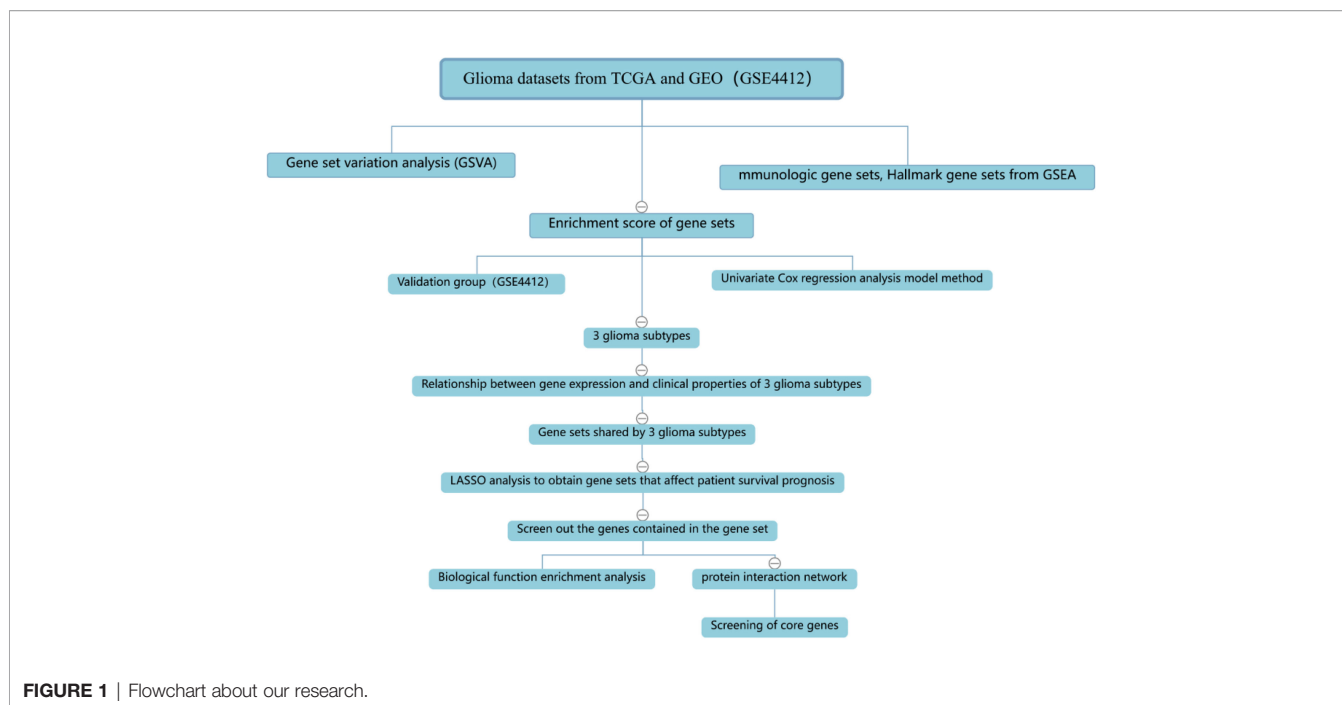 Glioma datasets from TCGA and GEO（GSE4412）
Gene set variation analysis (GSVA)
mmunologic gene sets, Hallmark gene sets from GSEA
Enrichment score of gene sets
Validation group（GSE4412）
Univariate Cox regression analysis model method
3 glioma subtypes
Relationship between gene expression and clinical properties of 3 glioma subtypes
Gene sets shared by 3 glioma subtypes
LASSO analysis to obtain gene sets that affect patient survival prognosis
Screen out the genes contained in the gene set
Biological function enrichment analysis
protein interaction network
Screening of core genes
FIGURE 1 | Flowchart about our research.